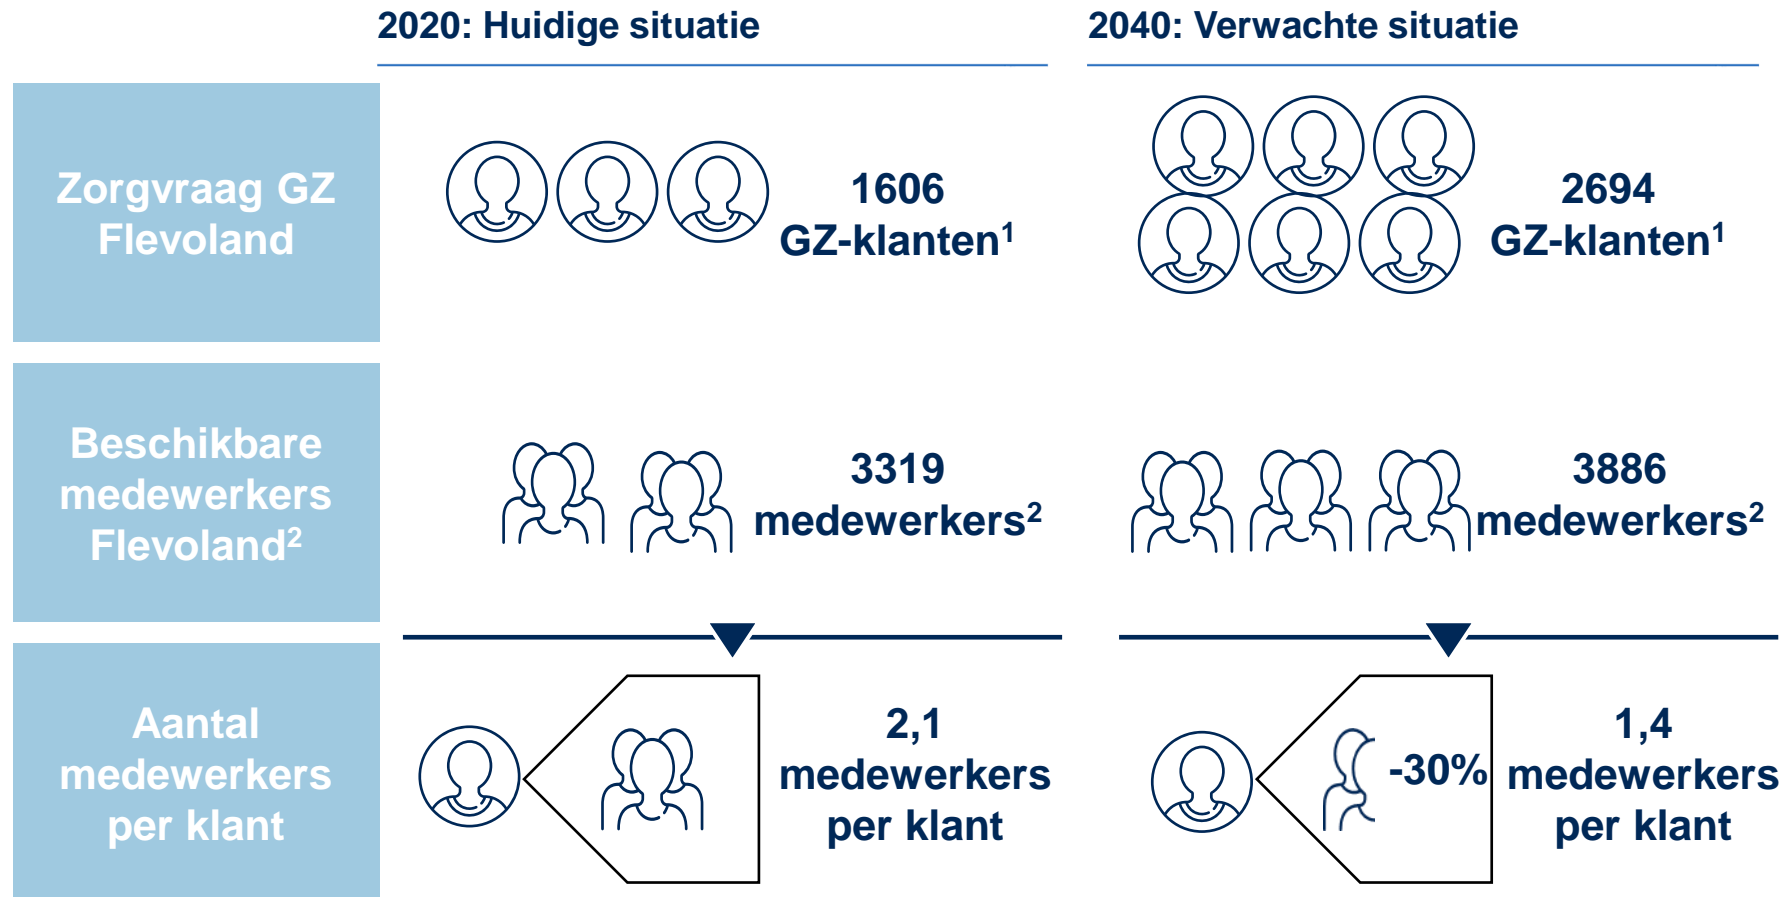 2020: Huidige situatie
2040: Verwachte situatie
Zorgvraag GZ
Flevoland
1606
GZ-klanten¹
2694
GZ-klanten¹
Beschikbare
medewerkers
Flevoland²
3319
medewerkers²
3886
medewerkers²
Aantal
medewerkers
per klant
2,1
medewerkers
per klant
-30%
1,4
medewerkers
per klant